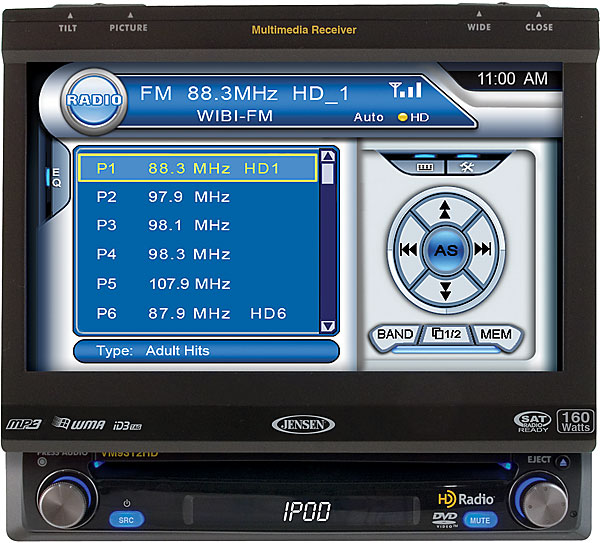 TILT PICTURE Multimedia Receiver WIDE CLOSE
11:00 AM
RADIO FM 88.3MHz HD_1
WIBI-FM Auto HD
EQ
P1 88.3 MHz HD1
P2 97.9 MHz
P3 98.1 MHz
P4 98.3 MHz
P5 107.9 MHz
P6 87.9 MHz HD6
AS
BAND 1/2 MEM
Type: Adult Hits
MP3 WMA iD3 TAG JENSEN SAT RADIO READY 160 Watts
PRESS AUDIO VM9312HD EJECT
SRC IPOD HD Radio
DVD VIDEO MUTE